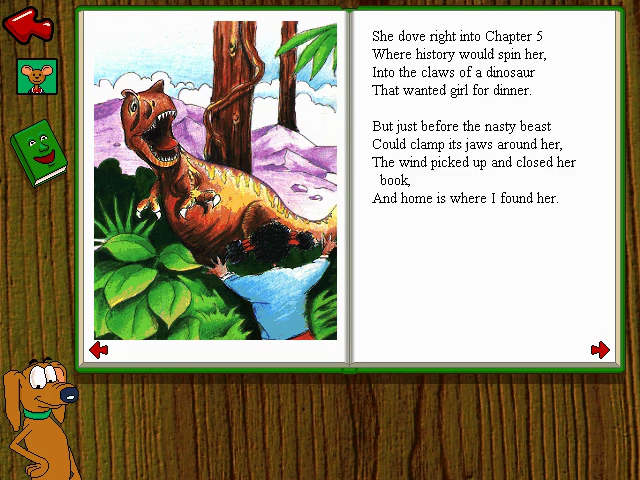 She dove right into Chapter 5
Where history would spin her,
Into the claws of a dinosaur
That wanted girl for dinner.
But just before the nasty beast
Could clamp its jaws around her,
The wind picked up and closed her
book,
And home is where I found her.